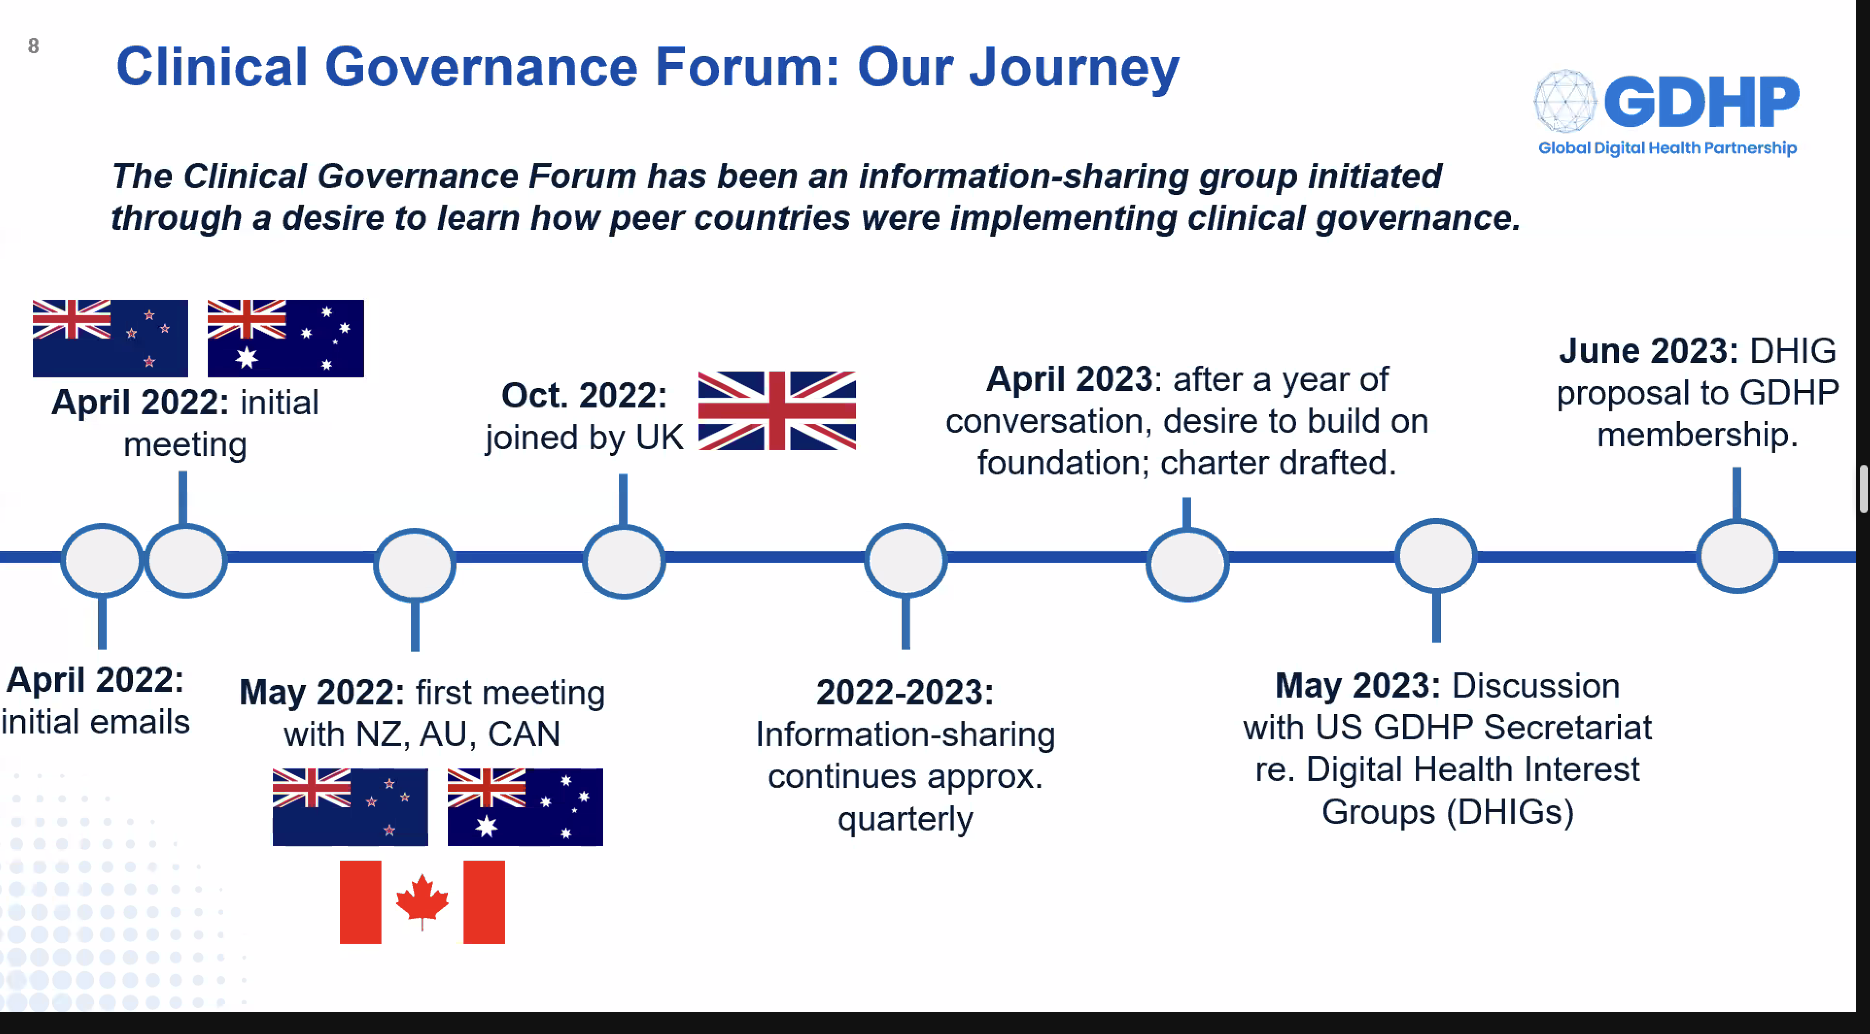 8
Clinical Governance Forum: Our Journey
GDHP
Global Digital Health Partnership
The Clinical Governance Forum has been an information-sharing group initiated
through a desire to learn how peer countries were implementing clinical governance.
April 2022: initial
meeting
Oct. 2022:
joined by UK
April 2023: after a year of
conversation, desire to build on
foundation; charter drafted.
June 2023: DHIG
proposal to GDHP
membership.
April 2022:
initial emails
May 2022: first meeting
with NZ, AU, CAN
2022-2023:
Information-sharing
continues approx.
quarterly
May 2023: Discussion
with US GDHP Secretariat
re. Digital Health Interest
Groups (DHIGs)